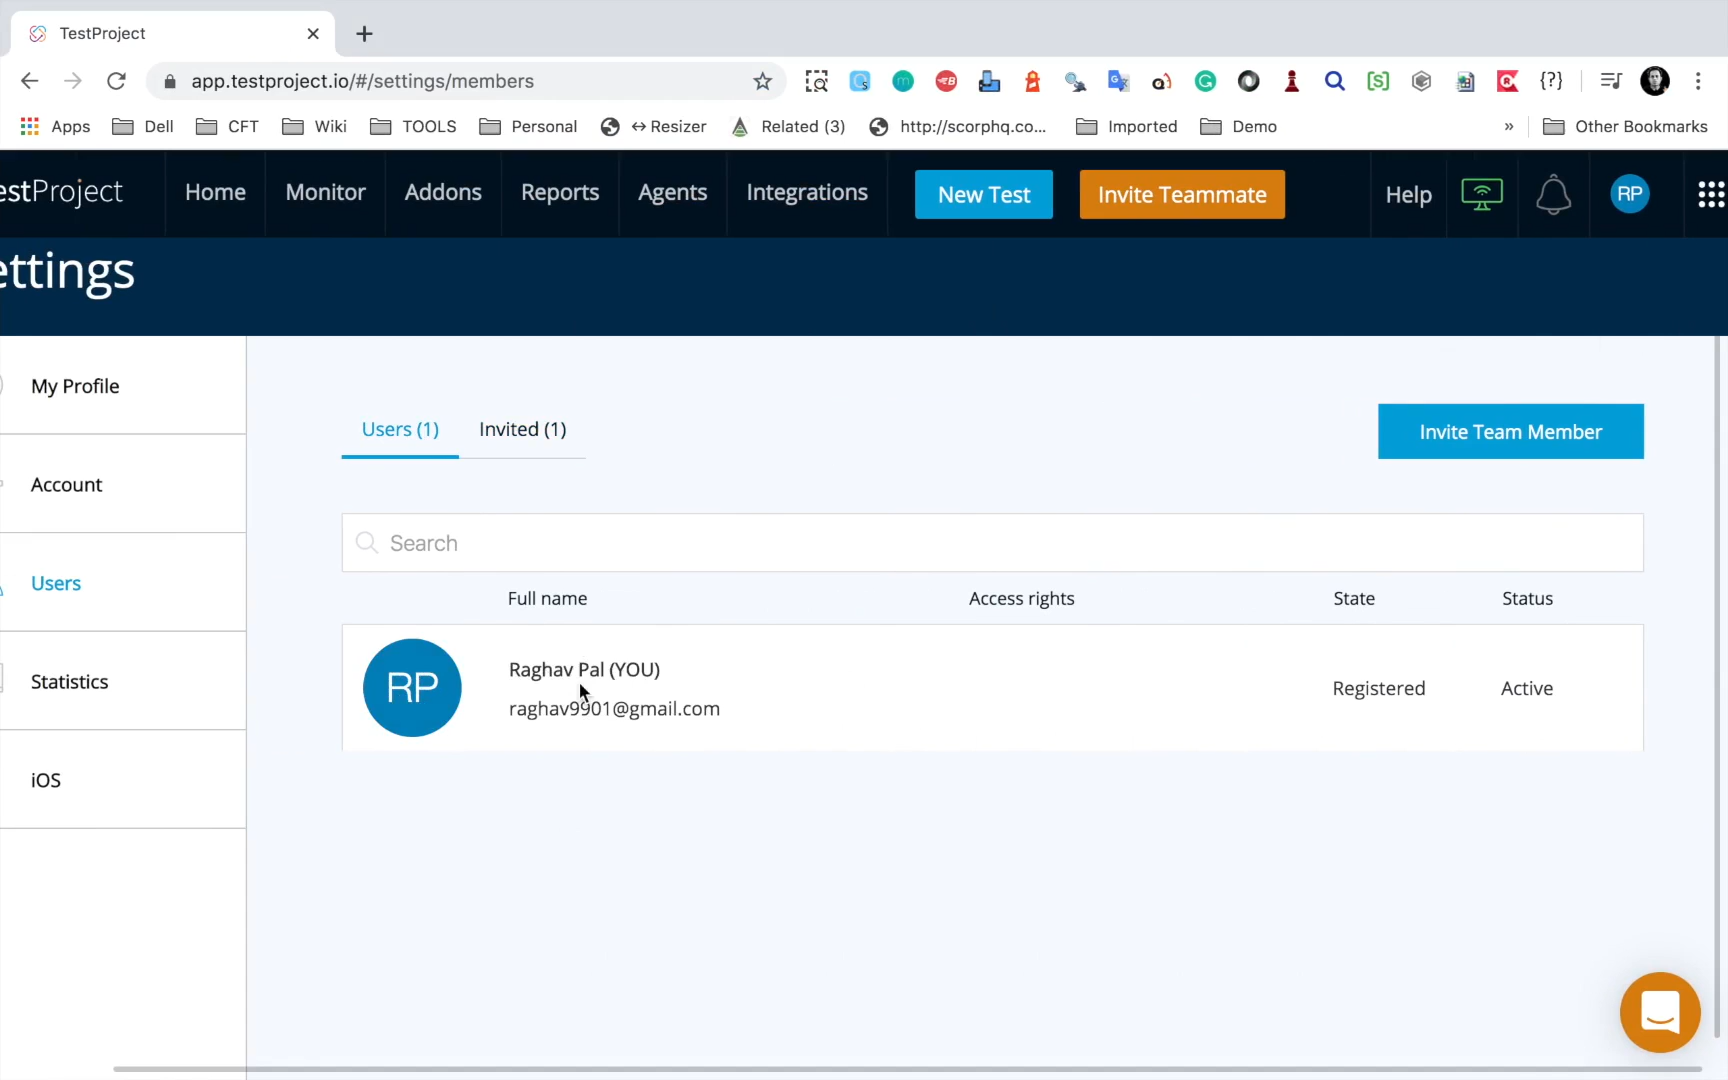 TestProject
app.testproject.io/#/settings/members
Apps Dell CFT Wiki TOOLS Personal ↔Resizer Related (3) http://scorphq.co... Imported Demo » Other Bookmarks
estProject Home Monitor Addons Reports Agents Integrations New Test Invite Teammate Help RP
ettings
My Profile
Account
Users
Statistics
iOS
Users (1) Invited (1) Invite Team Member
Search
Full name Access rights State Status
RP
Raghav Pal (YOU)
raghav9901@gmail.com
Registered Active